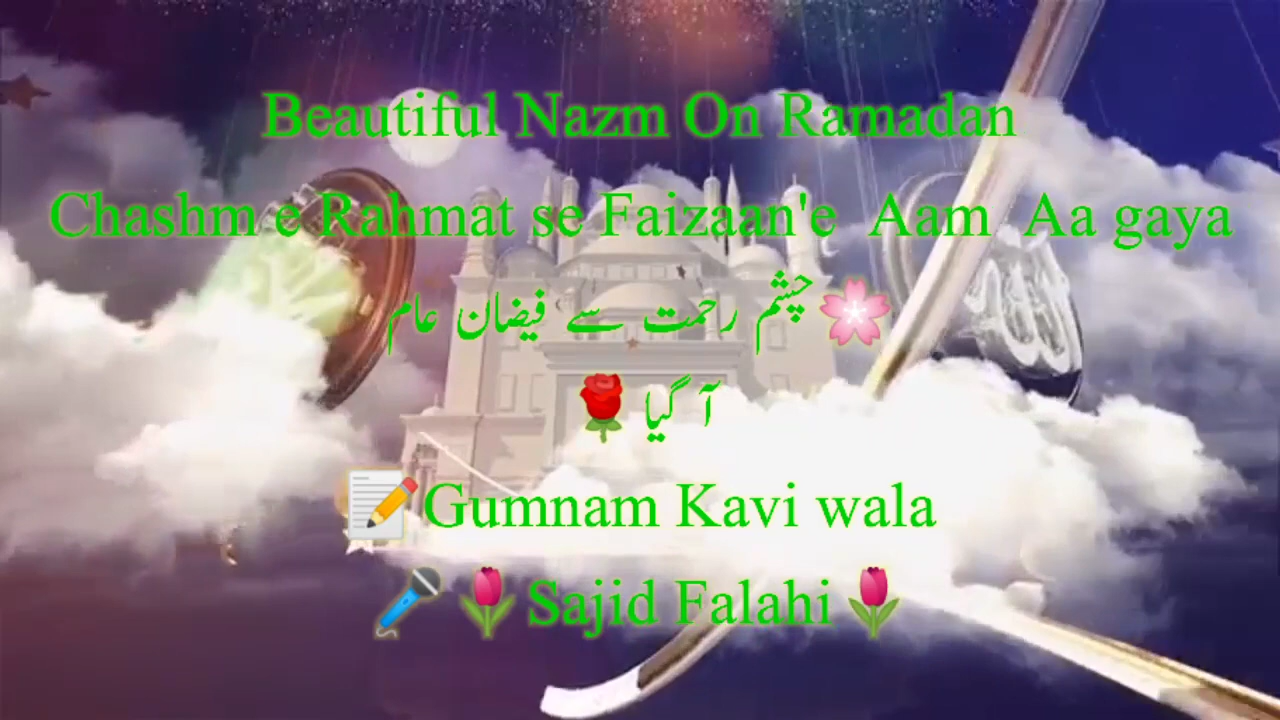 Beautiful Nazm On Ramadan
Chashm e Rahmat se Faizaan'e Aam Aa gaya
🌸چشم رحمت سے فیضان عام
آ گیا 🌹
📝Gumnam Kavi wala
🎤🌷Sajid Falahi🌷